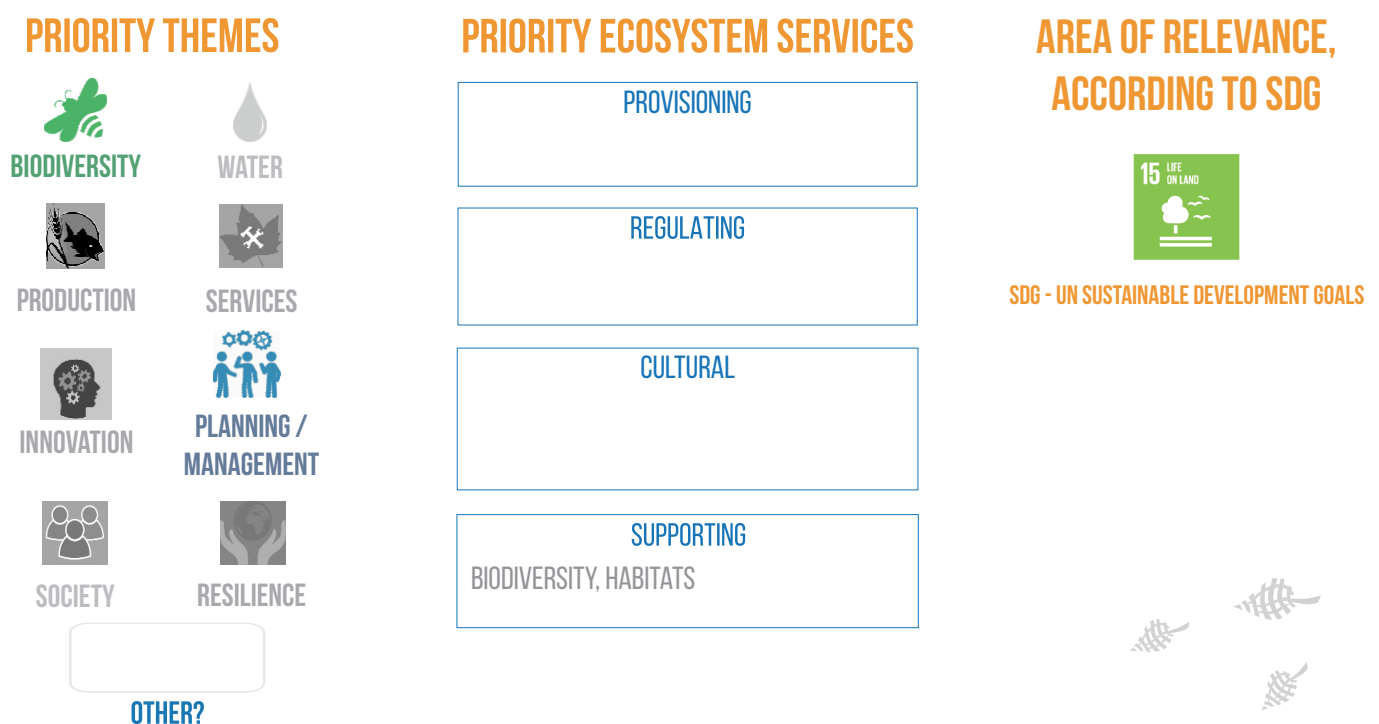 PRIORITY THEMES
BIODIVERSITY
WATER
PRODUCTION
SERVICES
INNOVATION
PLANNING /
MANAGEMENT
SOCIETY
RESILIENCE
OTHER?
PRIORITY ECOSYSTEM SERVICES
PROVISIONING
REGULATING
CULTURAL
SUPPORTING
BIODIVERSITY, HABITATS
AREA OF RELEVANCE,
ACCORDING TO SDG
15 LIFE
ON LAND
SDG - UN SUSTAINABLE DEVELOPMENT GOALS